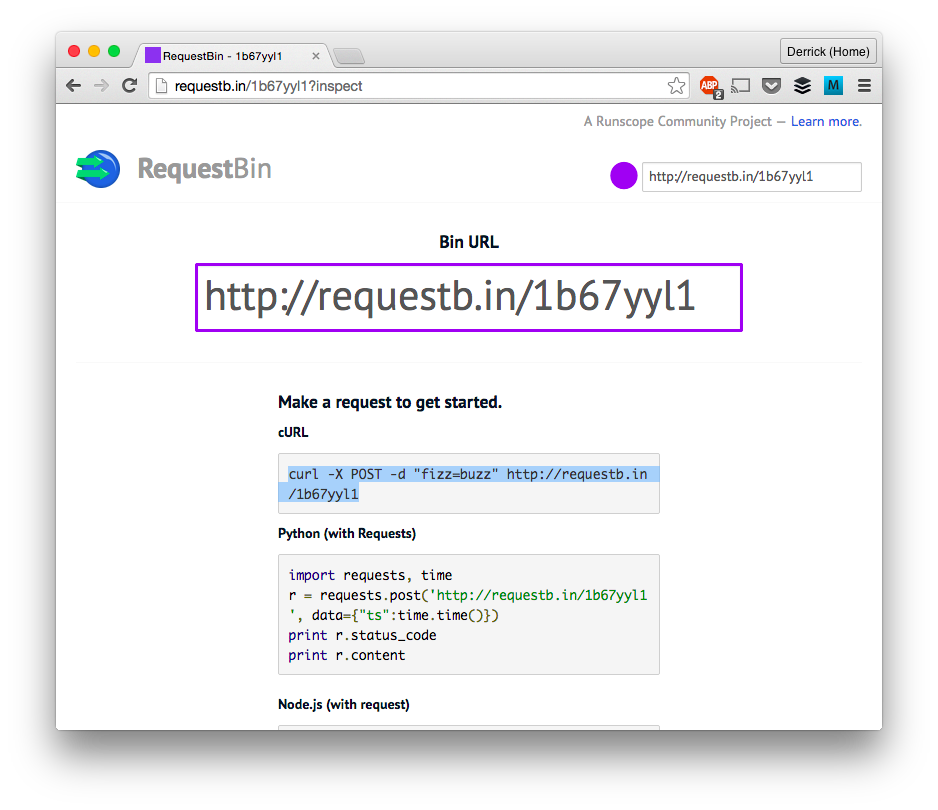 RequestBin - 1b67yyl1
Derrick (Home)
requestb.in/1b67yyl1?inspect
ABP
2
M
A Runscope Community Project — Learn more.
RequestBin
http://requestb.in/1b67yyl1
Bin URL
http://requestb.in/1b67yyl1
Make a request to get started.
cURL
curl -X POST -d "fizz=buzz" http://requestb.in
/1b67yyl1
Python (with Requests)
import requests, time
r = requests.post('http://requestb.in/1b67yyl1
', data={"ts":time.time()})
print r.status_code
print r.content
Node.js (with request)